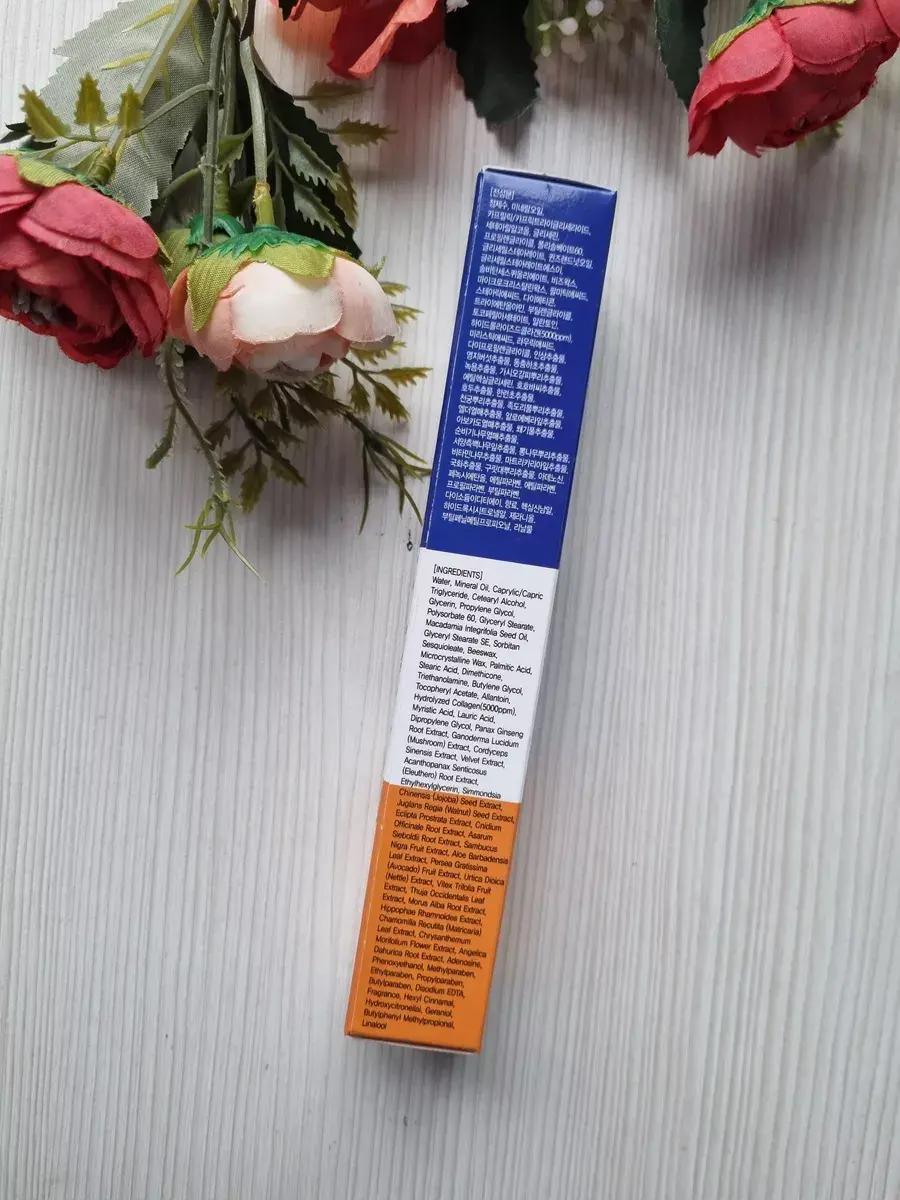 [전성분]
정제수, 미네랄오일,
카프릴릭/카프릭트라이글리세라이드,
세테아릴알코올, 글리세린,
프로필렌글라이콜, 폴리솔베이트60,
글리세릴스테아레이트, 퀸즈랜드넛오일,
글리세릴스테아레이트에스이,
솔비탄세스퀴올리에이트, 비즈왁스,
마이크로크리스탈린왁스, 팔미틱애씨드,
스테아릭애씨드, 다이메티콘,
트라이에탄올아민, 부틸렌글라이콜,
토코페릴아세테이트, 알란토인,
하이드롤라이즈드콜라겐(5000ppm),
미리스틱애씨드, 라우릭애씨드,
다이프로필렌글라이콜, 인삼추출물,
영지버섯추출물, 동충하초추출물,
녹용추출물, 가시오갈피뿌리추출물,
에틸헥실글리세린, 호호바씨추출물,
호두추출물, 한련초추출물,
천궁뿌리추출물, 족도리풀뿌리추출물,
엘더열매추출물, 알로에베라잎추출물,
아보카도열매추출물, 쐐기풀추출물,
순비기나무열매추출물,
서양측백나무잎추출물, 뽕나무뿌리추출물,
비타민나무추출물, 마트리카리아잎추출물,
국화추출물, 구릿대뿌리추출물, 아데노신,
페녹시에탄올, 메틸파라벤, 에틸파라벤,
프로필파라벤, 부틸파라벤,
다이소듐이디티에이, 향료, 헥실신남알,
하이드록시시트로넬알, 제라니올,
부틸페닐메틸프로피오날, 리날룰
[INGREDIENTS]
Water, Mineral Oil, Caprylic/Capric
Triglyceride, Cetearyl Alcohol,
Glycerin, Propylene Glycol,
Polysorbate 60, Glyceryl Stearate,
Macadamia Integrifolia Seed Oil,
Glyceryl Stearate SE, Sorbitan
Sesquioleate, Beeswax,
Microcrystalline Wax, Palmitic Acid,
Stearic Acid, Dimethicone,
Triethanolamine, Butylene Glycol,
Tocopheryl Acetate, Allantoin,
Hydrolyzed Collagen(5000ppm),
Myristic Acid, Lauric Acid,
Dipropylene Glycol, Panax Ginseng
Root Extract, Ganoderma Lucidum
(Mushroom) Extract, Cordyceps
Sinensis Extract, Velvet Extract,
Acanthopanax Senticosus
(Eleuthero) Root Extract,
Ethylhexylglycerin, Simmondsia
Chinensis (Jojoba) Seed Extract,
Juglans Regia (Walnut) Seed Extract,
Eclipta Prostrata Extract, Cnidium
Officinale Root Extract, Asarum
Sieboldii Root Extract, Sambucus
Nigra Fruit Extract, Aloe Barbadensis
Leaf Extract, Persea Gratissima
(Avocado) Fruit Extract, Urtica Dioica
(Nettle) Extract, Vitex Trifolia Fruit
Extract, Thuja Occidentalis Leaf
Extract, Morus Alba Root Extract,
Hippophae Rhamnoides Extract,
Chamomilla Recutita (Matricaria)
Leaf Extract, Chrysanthemum
Morifolium Flower Extract, Angelica
Dahurica Root Extract, Adenosine,
Phenoxyethanol, Methylparaben,
Ethylparaben, Propylparaben,
Butylparaben, Disodium EDTA,
Fragrance, Hexyl Cinnamal,
Hydroxycitronellal, Geraniol,
Butylphenyl Methylpropional,
Linalool